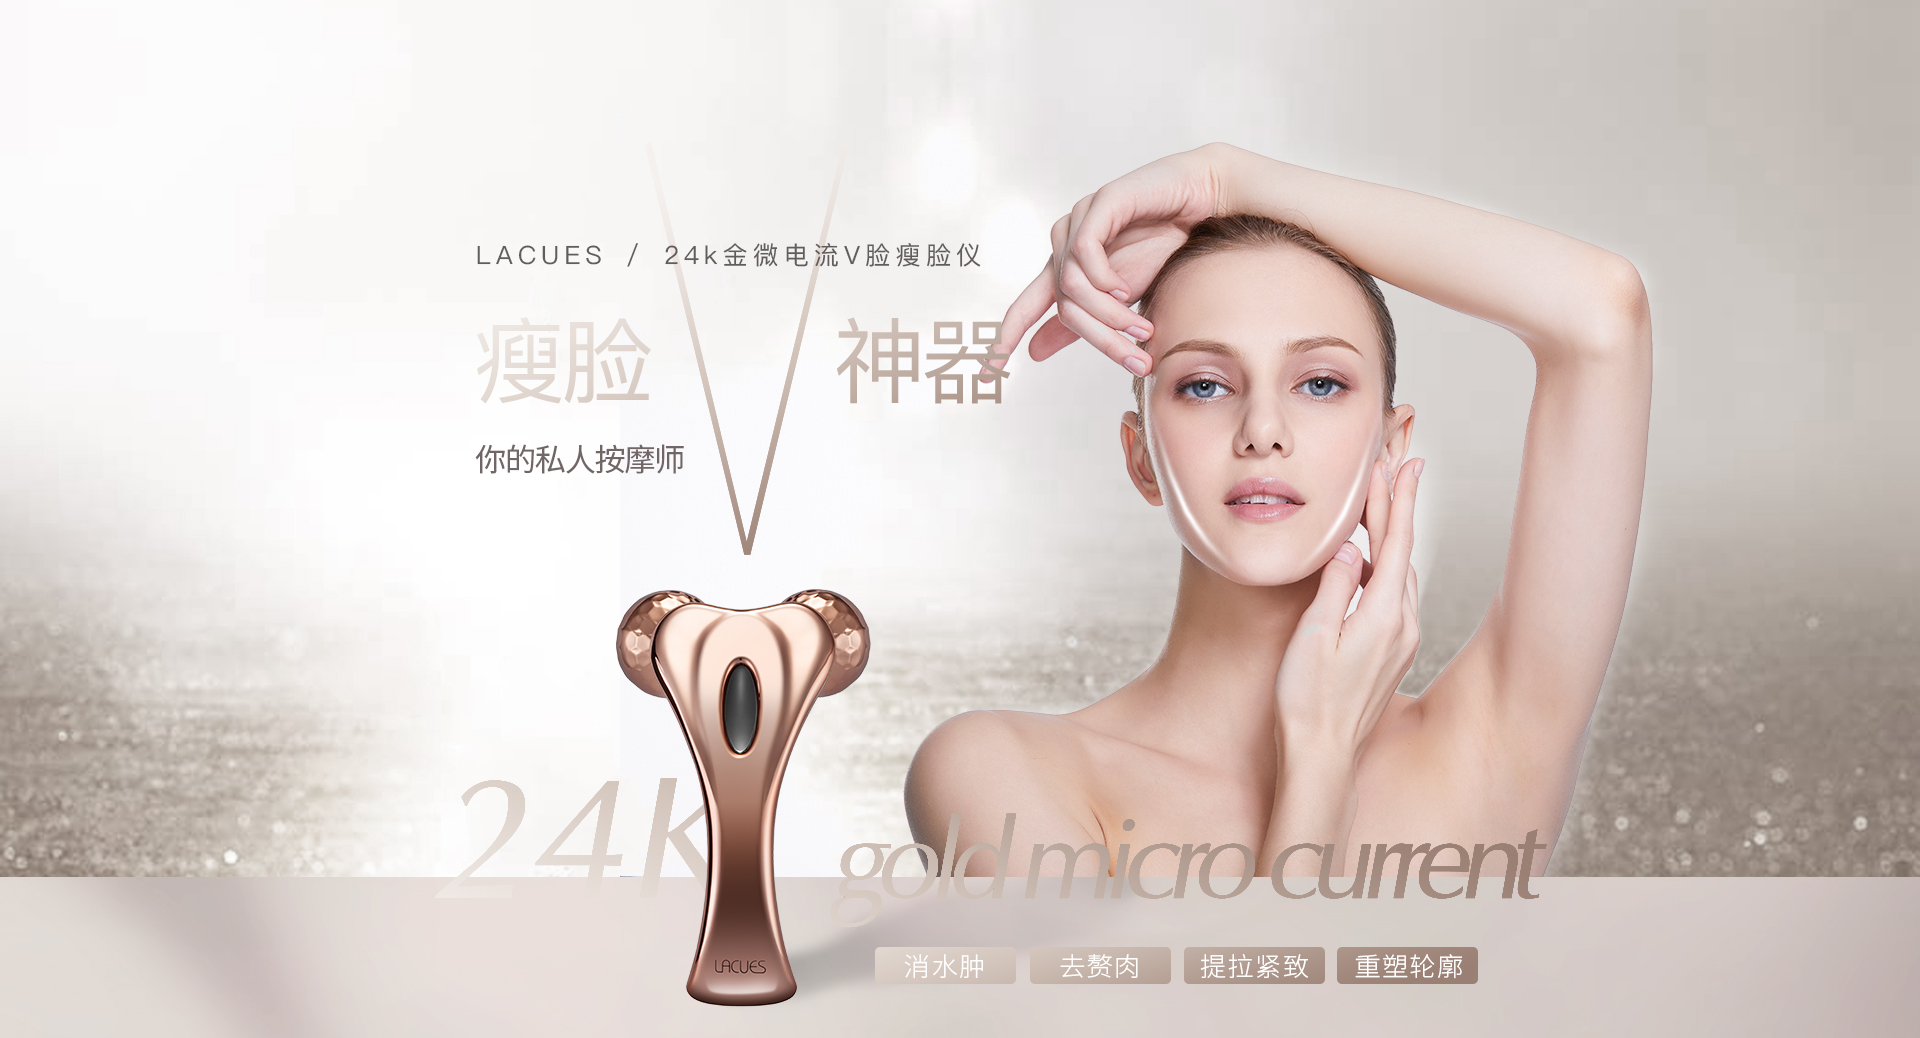 LACUES / 24k金微电流V脸瘦脸仪
瘦脸V神器
你的私人按摩师
24k gold micro current
LACUES
消水肿 去赘肉 提拉紧致 重塑轮廓